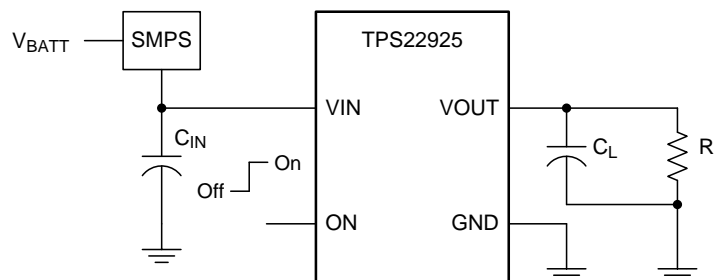 V_BATT
SMPS
TPS22925
VIN
VOUT
C_IN
C_L
R
Off
On
ON
GND